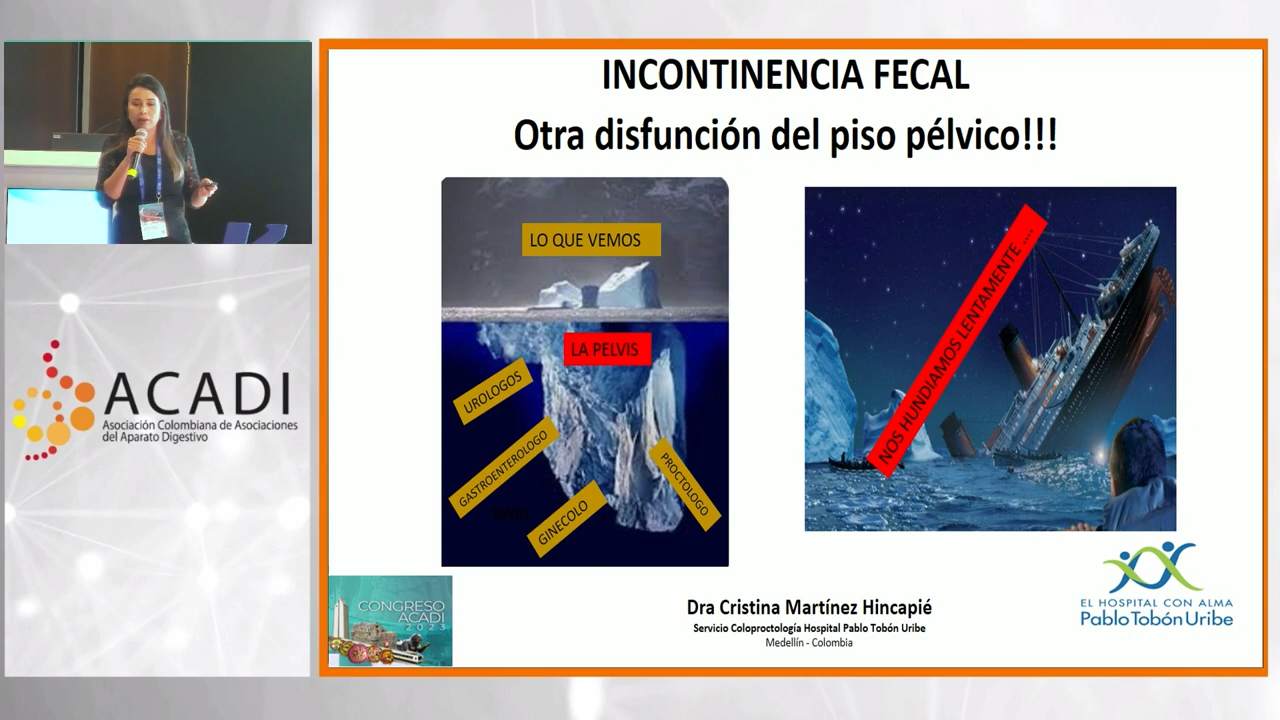 INCONTINENCIA FECAL
Otra disfunción del piso pélvico!!!
LO QUE VEMOS
LA PELVIS
UROLOGOS
GASTROENTEROLOGO
GINECOLO
PROCTOLOGO
NOS HUNDIAMOS LENTAMENTE ....
ACADI
Asociación Colombiana de Asociaciones
del Aparato Digestivo
CONGRESO
ACADI
2023
Dra Cristina Martínez Hincapié
Servicio Coloproctología Hospital Pablo Tobón Uribe
Medellín - Colombia
EL HOSPITAL CON ALMA
Pablo Tobón Uribe